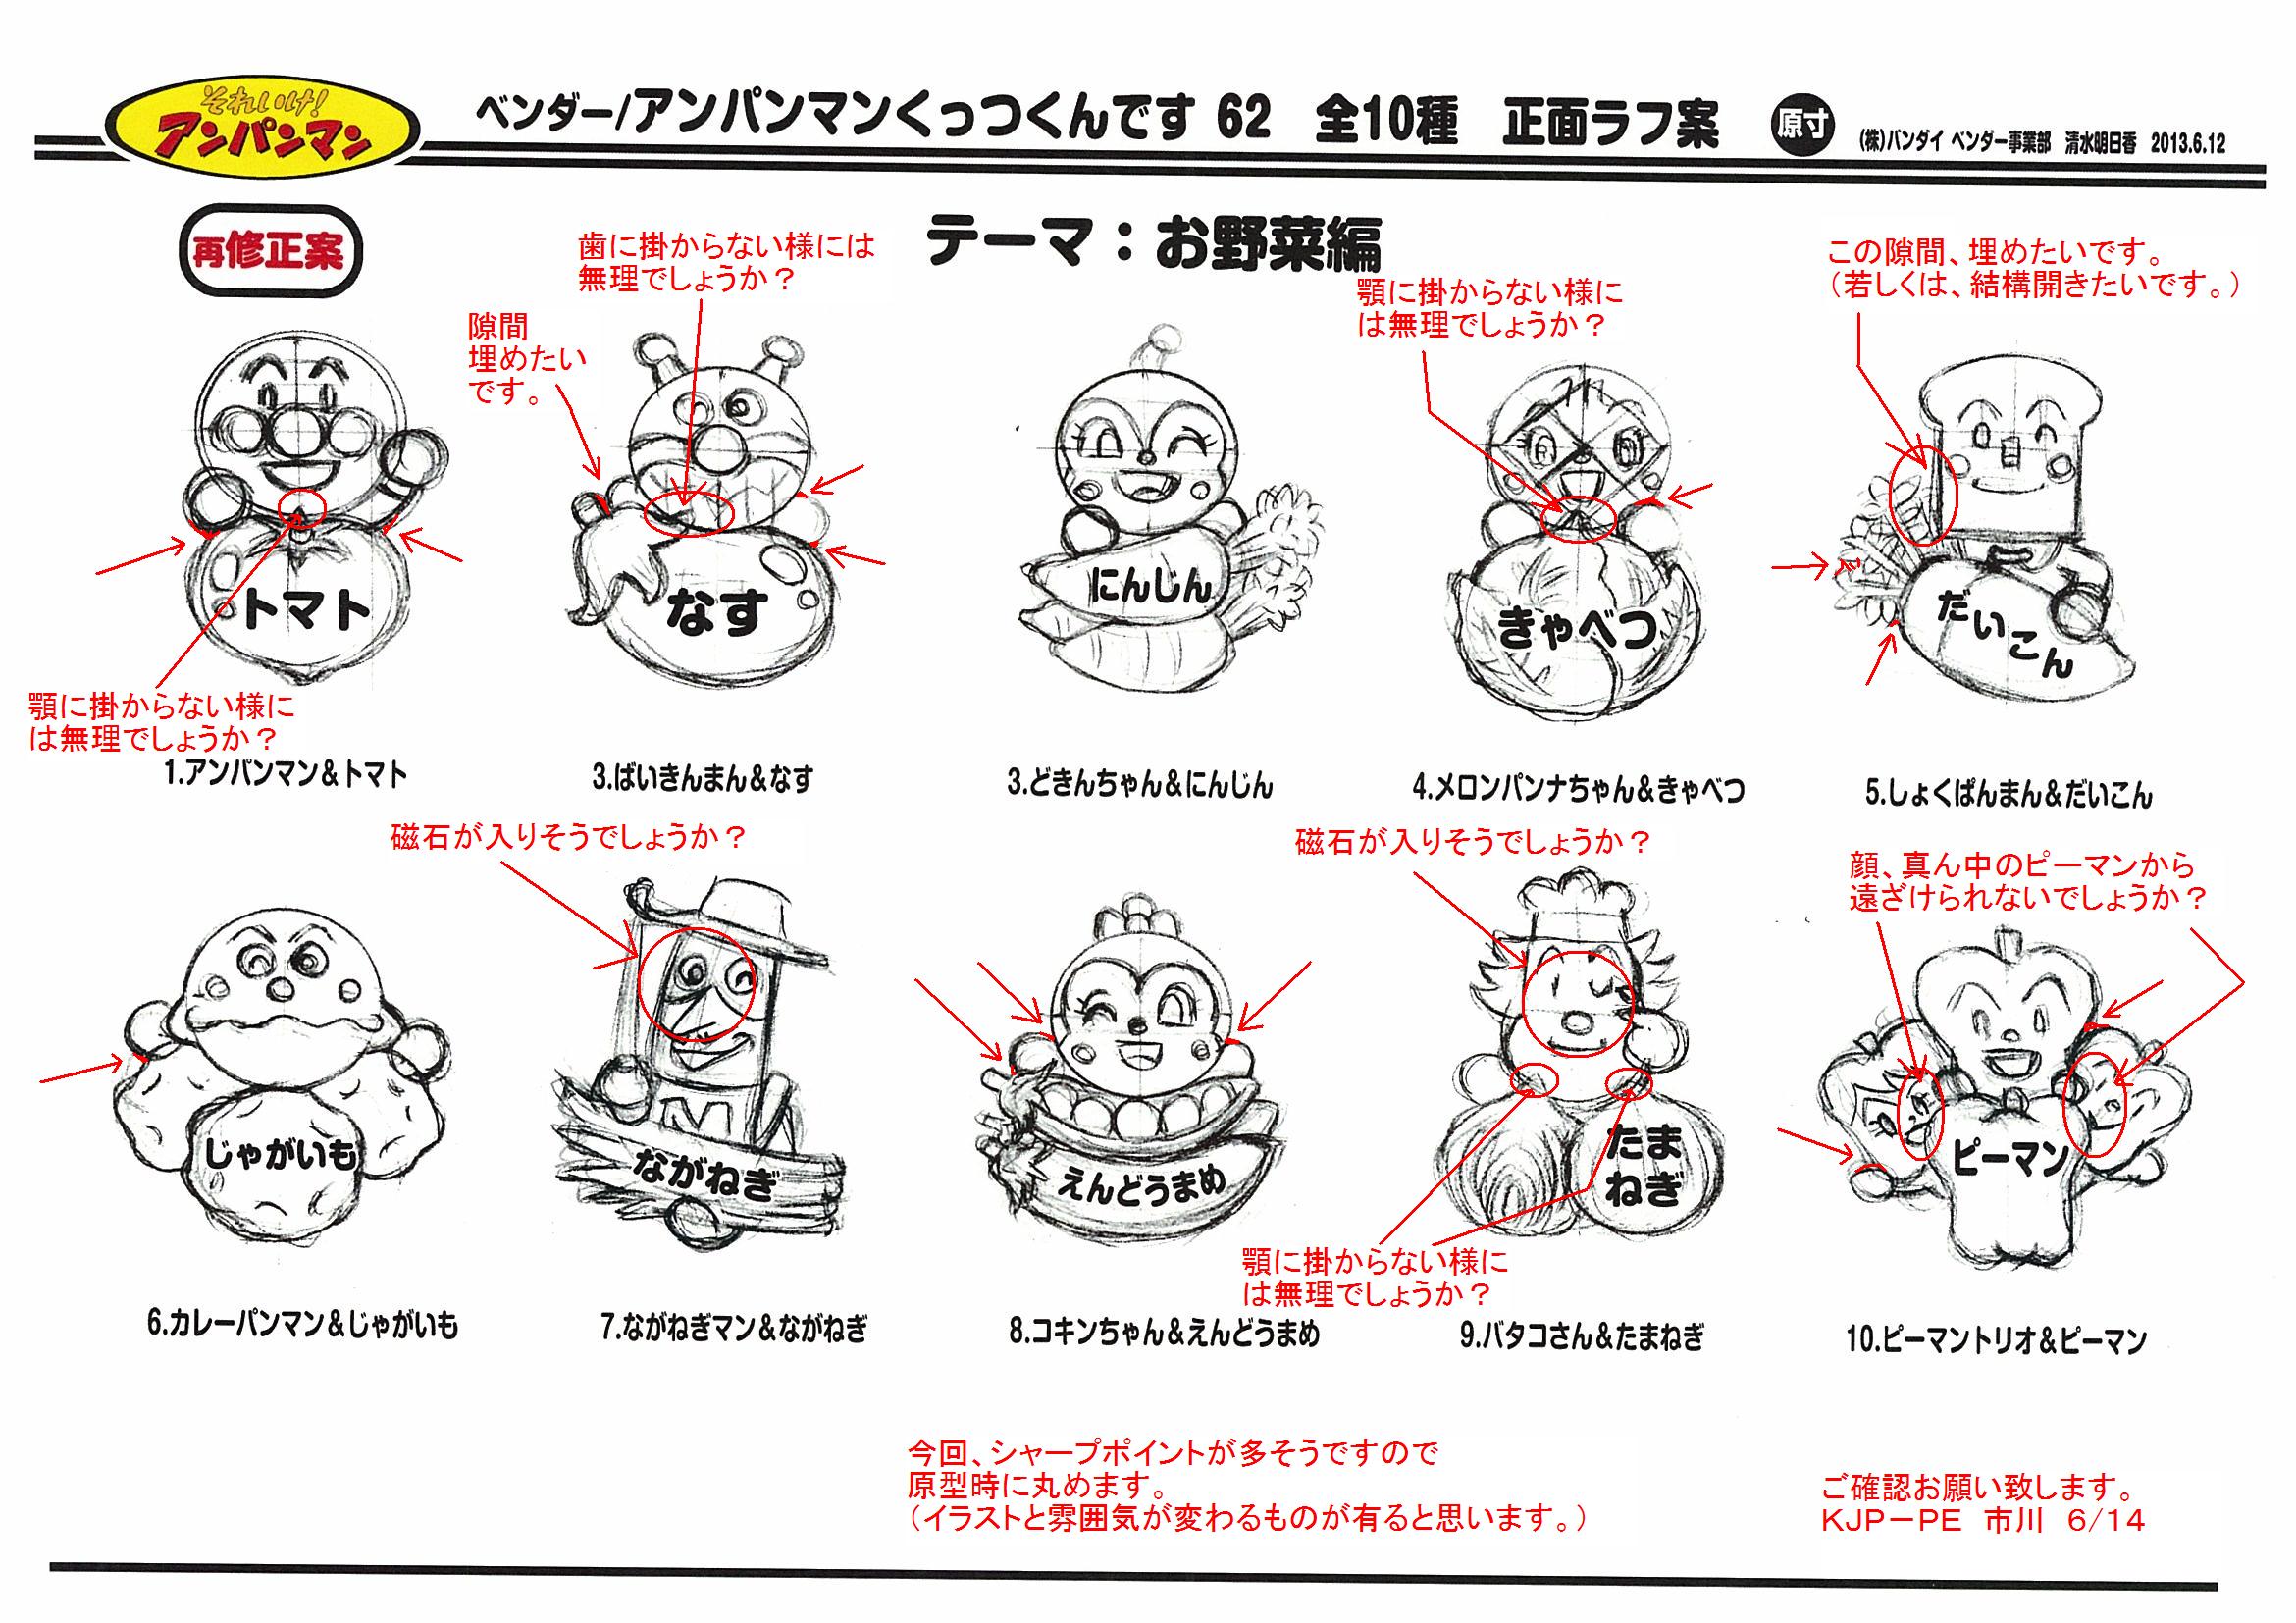 それいけ!
アンパンマン
ベンダー/アンパンマンくっつくんです 62　全10種　正面ラフ案
原寸
(株)バンダイ ベンダー事業部　清水明日香　2013.6.12
再修正案
テーマ：お野菜編
歯に掛からない様には
無理でしょうか？
隙間
埋めたい
です。
顎に掛からない様に
は無理でしょうか？
この隙間、埋めたいです。
（若しくは、結構開きたいです。）
トマト
なす
にんじん
きゃべつ
だいこん
顎に掛からない様に
は無理でしょうか？
1.アンパンマン＆トマト
3.ばいきんまん＆なす
3.どきんちゃん＆にんじん
4.メロンパンナちゃん＆きゃべつ
5.しょくぱんまん＆だいこん
磁石が入りそうでしょうか？
磁石が入りそうでしょうか？
顔、真ん中のピーマンから
遠ざけられないでしょうか？
M
じゃがいも
ながねぎ
えんどうまめ
たま
ねぎ
ピーマン
顎に掛からない様に
は無理でしょうか？
6.カレーパンマン＆じゃがいも
7.ながねぎマン＆ながねぎ
8.コキンちゃん＆えんどうまめ
9.バタコさん＆たまねぎ
10.ピーマントリオ＆ピーマン
今回、シャープポイントが多そうですので
原型時に丸めます。
（イラストと雰囲気が変わるものが有ると思います。）
ご確認お願い致します。
ＫＪＰ－ＰＥ　市川　６/１４